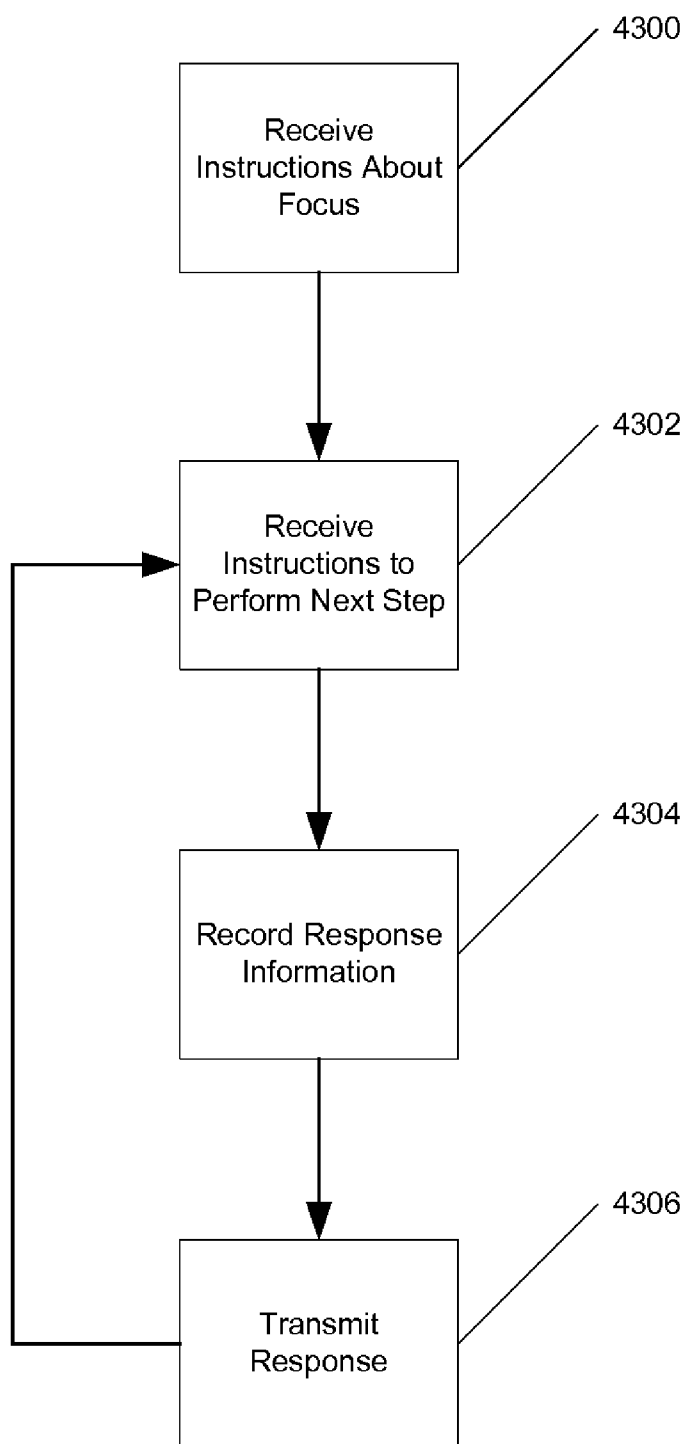 4300
Receive
Instructions About
Focus
4302
Receive
Instructions to
Perform Next Step
4304
Record Response
Information
4306
Transmit
Response